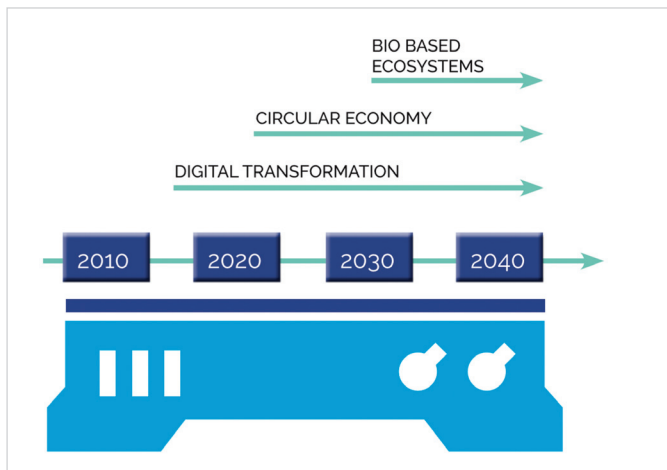 BIO BASED
ECOSYSTEMS
CIRCULAR ECONOMY
DIGITAL TRANSFORMATION
2010 2020 2030 2040